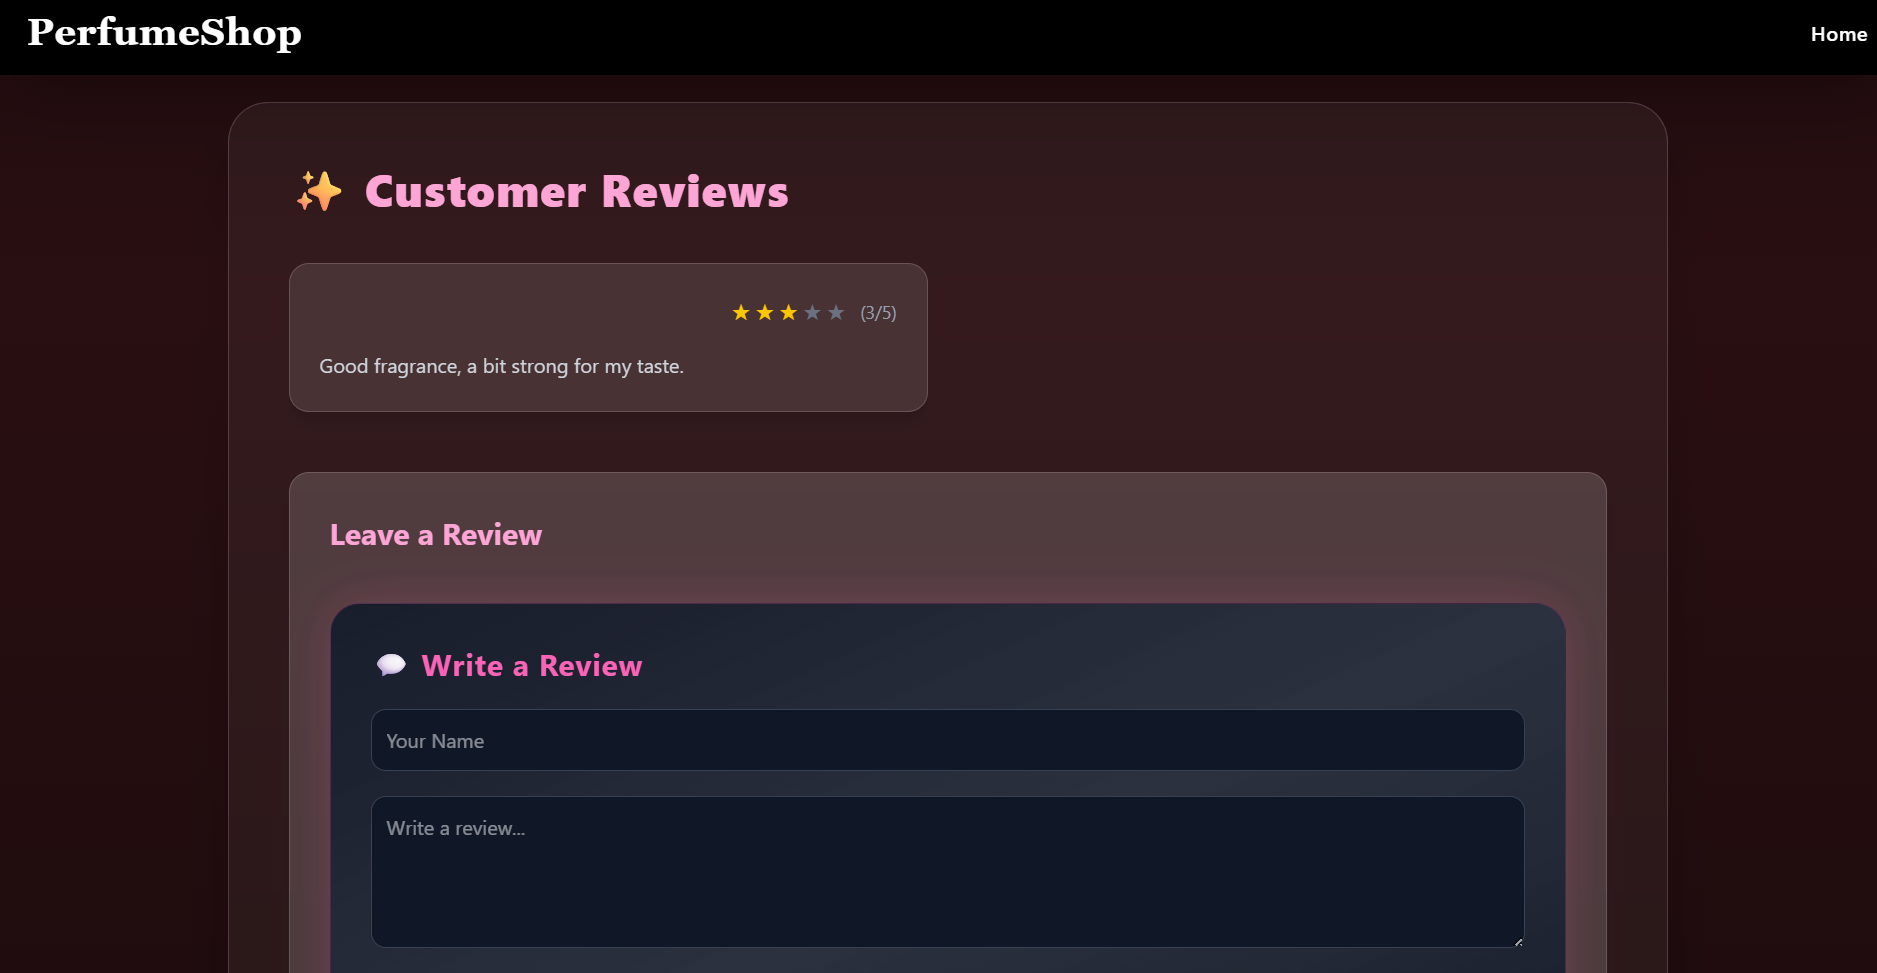 PerfumeShop
Home
✨ Customer Reviews
★★★★★ (3/5)
Good fragrance, a bit strong for my taste.
Leave a Review
💬 Write a Review
Your Name
Write a review...